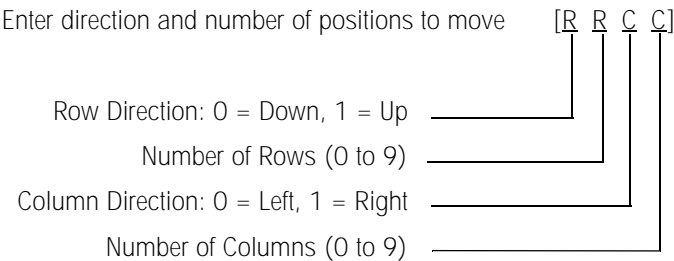 Enter direction and number of positions to move [R R C C]
Row Direction: 0 = Down, 1 = Up
Number of Rows (0 to 9)
Column Direction: 0 = Left, 1 = Right
Number of Columns (0 to 9)